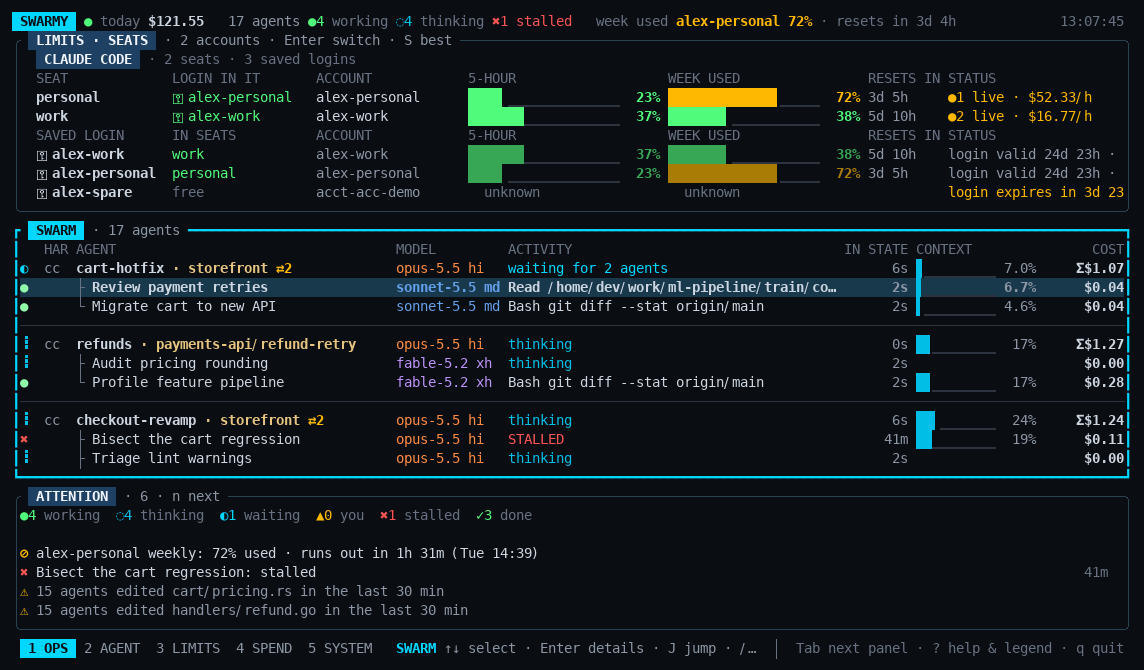 SWARMY ● today $121.55 17 agents ●4 working ◌4 thinking ✖1 stalled week used alex-personal 72% · resets in 3d 4h 13:07:45
LIMITS · SEATS · 2 accounts · Enter switch · S best
CLAUDE CODE · 2 seats · 3 saved logins
SEAT LOGIN IN IT ACCOUNT 5-HOUR WEEK USED RESETS IN STATUS
personal alex-personal alex-personal 23% 72% 3d 5h ●1 live · $52.33/h
work alex-work alex-work 37% 38% 5d 10h ●2 live · $16.77/h
SAVED LOGIN IN SEATS ACCOUNT 5-HOUR WEEK USED RESETS IN STATUS
alex-work work alex-work 37% 38% 5d 10h login valid 24d 23h ·
alex-personal personal alex-personal 23% 72% 3d 5h login valid 24d 23h ·
alex-spare free acct-acc-demo unknown unknown login expires in 3d 23
SWARM · 17 agents
HAR AGENT MODEL ACTIVITY IN STATE CONTEXT COST
◐ cc cart-hotfix · storefront ⇄2 opus-5.5 hi waiting for 2 agents 6s 7.0% Σ$1.07
● ├ Review payment retries sonnet-5.5 md Read /home/dev/work/ml-pipeline/train/co… 2s 6.7% $0.04
● └ Migrate cart to new API sonnet-5.5 md Bash git diff --stat origin/main 2s 4.6% $0.04
cc refunds · payments-api/refund-retry opus-5.5 hi thinking 0s 17% Σ$1.27
├ Audit pricing rounding fable-5.2 xh thinking 2s $0.00
● └ Profile feature pipeline fable-5.2 xh Bash git diff --stat origin/main 2s 17% $0.28
cc checkout-revamp · storefront ⇄2 opus-5.5 hi thinking 6s 24% Σ$1.24
✖ ├ Bisect the cart regression opus-5.5 hi STALLED 41m 19% $0.11
├ Triage lint warnings opus-5.5 hi thinking 2s $0.00
ATTENTION · 6 · n next
●4 working ◌4 thinking ◐1 waiting ▲0 you ✖1 stalled ✓3 done
⊘ alex-personal weekly: 72% used · runs out in 1h 31m (Tue 14:39)
✖ Bisect the cart regression: stalled 41m
⚠ 15 agents edited cart/pricing.rs in the last 30 min
⚠ 15 agents edited handlers/refund.go in the last 30 min
1 OPS 2 AGENT 3 LIMITS 4 SPEND 5 SYSTEM SWARM ↑↓ select · Enter details · J jump · /… Tab next panel · ? help & legend · q quit